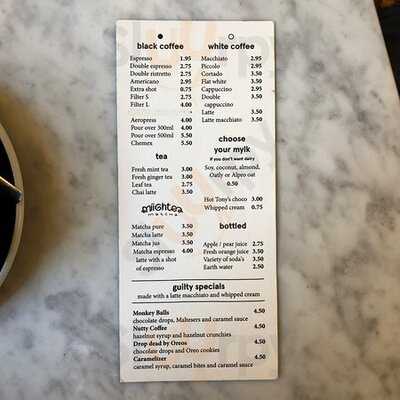 black coffee
Espresso 1.95
Double espresso 2.75
Double ristretto 2.75
Americano 2.95
Extra shot 0.75
Filter S 2.75
Filter L 4.00
Aeropress 4.00
Pour over 300ml 4.00
Pour over 500ml 5.50
Chemex 5.50
tea
Fresh mint tea 3.00
Fresh ginger tea 3.00
Leaf tea 2.75
Chai latte 3.50
matcha
Matcha pure 3.50
Matcha latte 3.50
Matcha jus 3.50
Matcha espresso 4.00
latte with a shot
of espresso
white coffee
Macchiato 2.95
Piccolo 2.95
Cortado 3.50
Flat white 3.50
Cappuccino 2.95
Double 3.50
cappuccino
Latte 3.50
Latte macchiato 3.50
choose
your mylk
if you don't want dairy
Soy, coconut, almond,
Oatly or Alpro oat
0.50
Hot Tony's choco 3.00
Whipped cream 0.75
bottled
Apple / pear juice 2.75
Fresh orange juice 3.50
Variety of soda's 3.50
Earth water 2.50
guilty specials
made with a latte macchiato and whipped cream
Monkey Balls 4.50
chocolate drops, Maltesers and caramel sauce
Nutty Coffee 4.50
hazelnut syrup and hazelnut crunchies
Drop dead by Oreos 4.50
chocolate drops and Oreo cookies
Caramelizer 4.50
caramel syrup, caramel bites and caramel sauce